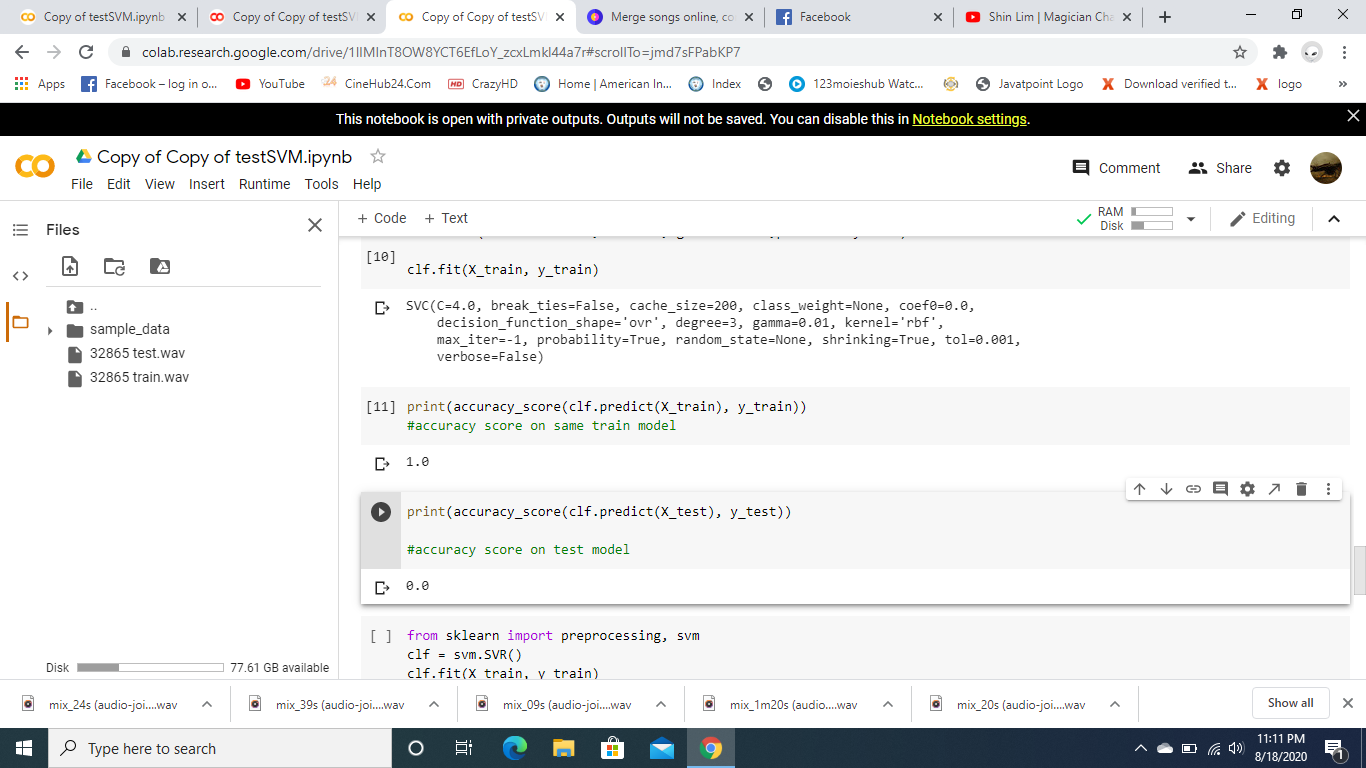 Copy of testSVM.ipynb
Copy of Copy of testSV
Copy of Copy of testSV
Merge songs online, co
Facebook
Shin Lim | Magician Cha
colab.research.google.com/drive/1IlMInT8OW8YCT6EfLoY_zcxLmkl44a7r#scrollTo=jmd7sFPabKP7
Apps
Facebook – log in o...
YouTube
CineHub24.Com
CrazyHD
Home | American In...
Index
123moieshub Watc...
Javatpoint Logo
Download verified t...
logo
This notebook is open with private outputs. Outputs will not be saved. You can disable this in Notebook settings.
Copy of Copy of testSVM.ipynb
File Edit View Insert Runtime Tools Help
Comment
Share
Files
+ Code + Text
RAM
Disk
Editing
..
sample_data
32865 test.wav
32865 train.wav
Disk
77.61 GB available
[10]
clf.fit(X_train, y_train)
SVC(C=4.0, break_ties=False, cache_size=200, class_weight=None, coef0=0.0,
decision_function_shape='ovr', degree=3, gamma=0.01, kernel='rbf',
max_iter=-1, probability=True, random_state=None, shrinking=True, tol=0.001,
verbose=False)
[11] print(accuracy_score(clf.predict(X_train), y_train))
#accuracy score on same train model
1.0
print(accuracy_score(clf.predict(X_test), y_test))
#accuracy score on test model
0.0
[ ] from sklearn import preprocessing, svm
clf = svm.SVR()
clf.fit(X_train, y_train)
mix_24s (audio-joi....wav
mix_39s (audio-joi....wav
mix_09s (audio-joi....wav
mix_1m20s (audio....wav
mix_20s (audio-joi....wav
Show all
Type here to search
11:11 PM
8/18/2020
1